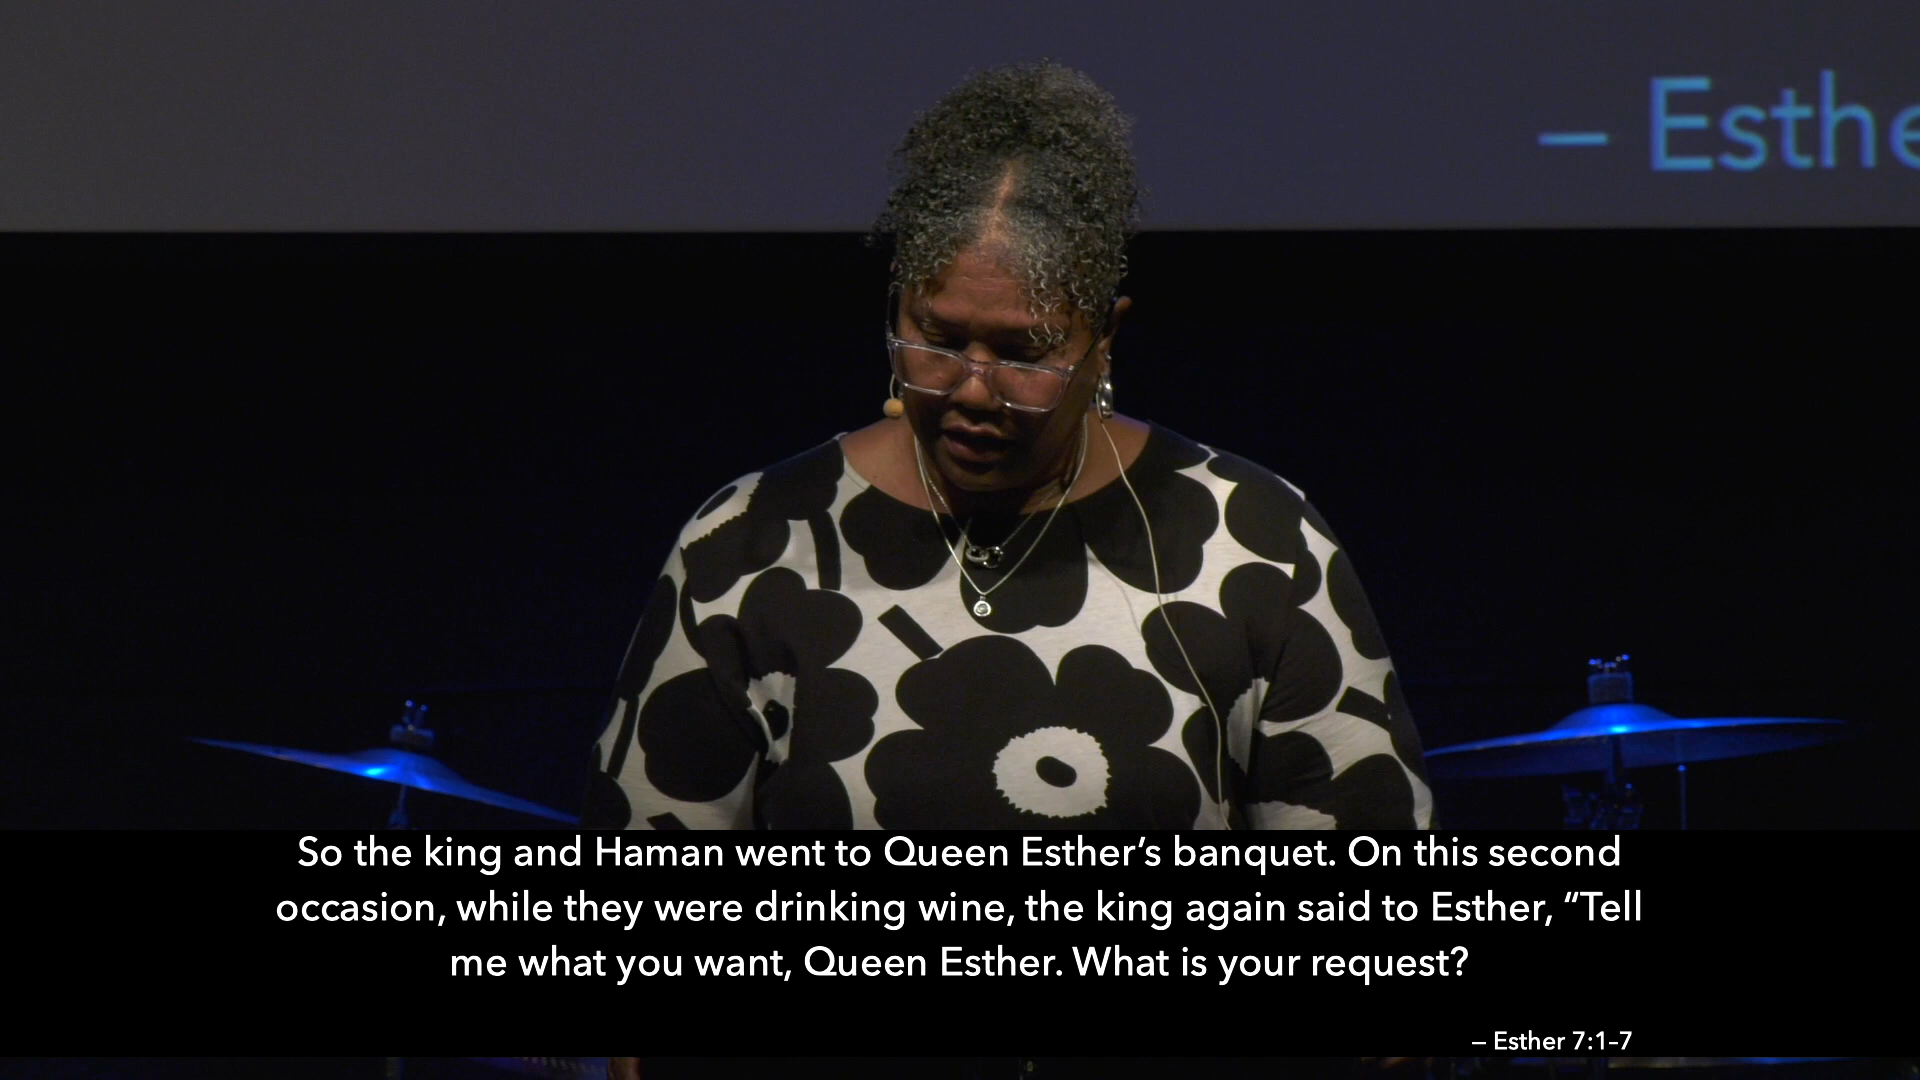 – Esthe
So the king and Haman went to Queen Esther’s banquet. On this second
occasion, while they were drinking wine, the king again said to Esther, “Tell
me what you want, Queen Esther. What is your request?
– Esther 7:1–7